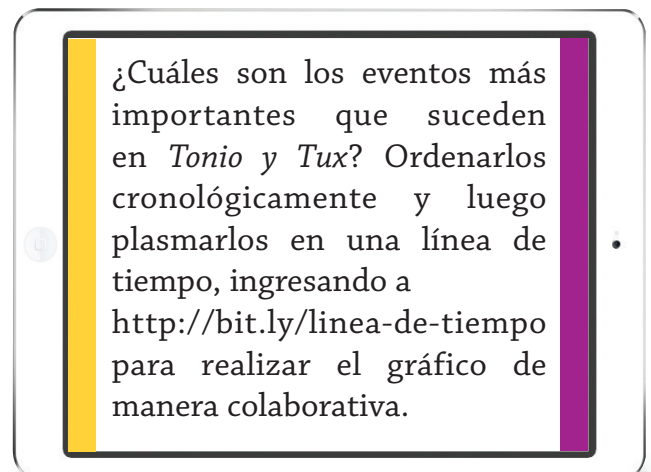 ¿Cuáles son los eventos más
importantes que suceden
en Tonio y Tux? Ordenarlos
cronológicamente y luego
plasmarlos en una línea de
tiempo, ingresando a
http://bit.ly/linea-de-tiempo
para realizar el gráfico de
manera colaborativa.